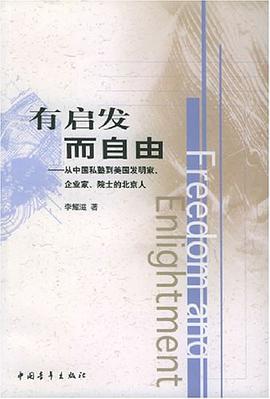 有启发
而自由
——从中国私塾到美国发明家、
企业家、院士的北京人
李耀滋 著
Freedom and
Enlightment
中国青年出版社